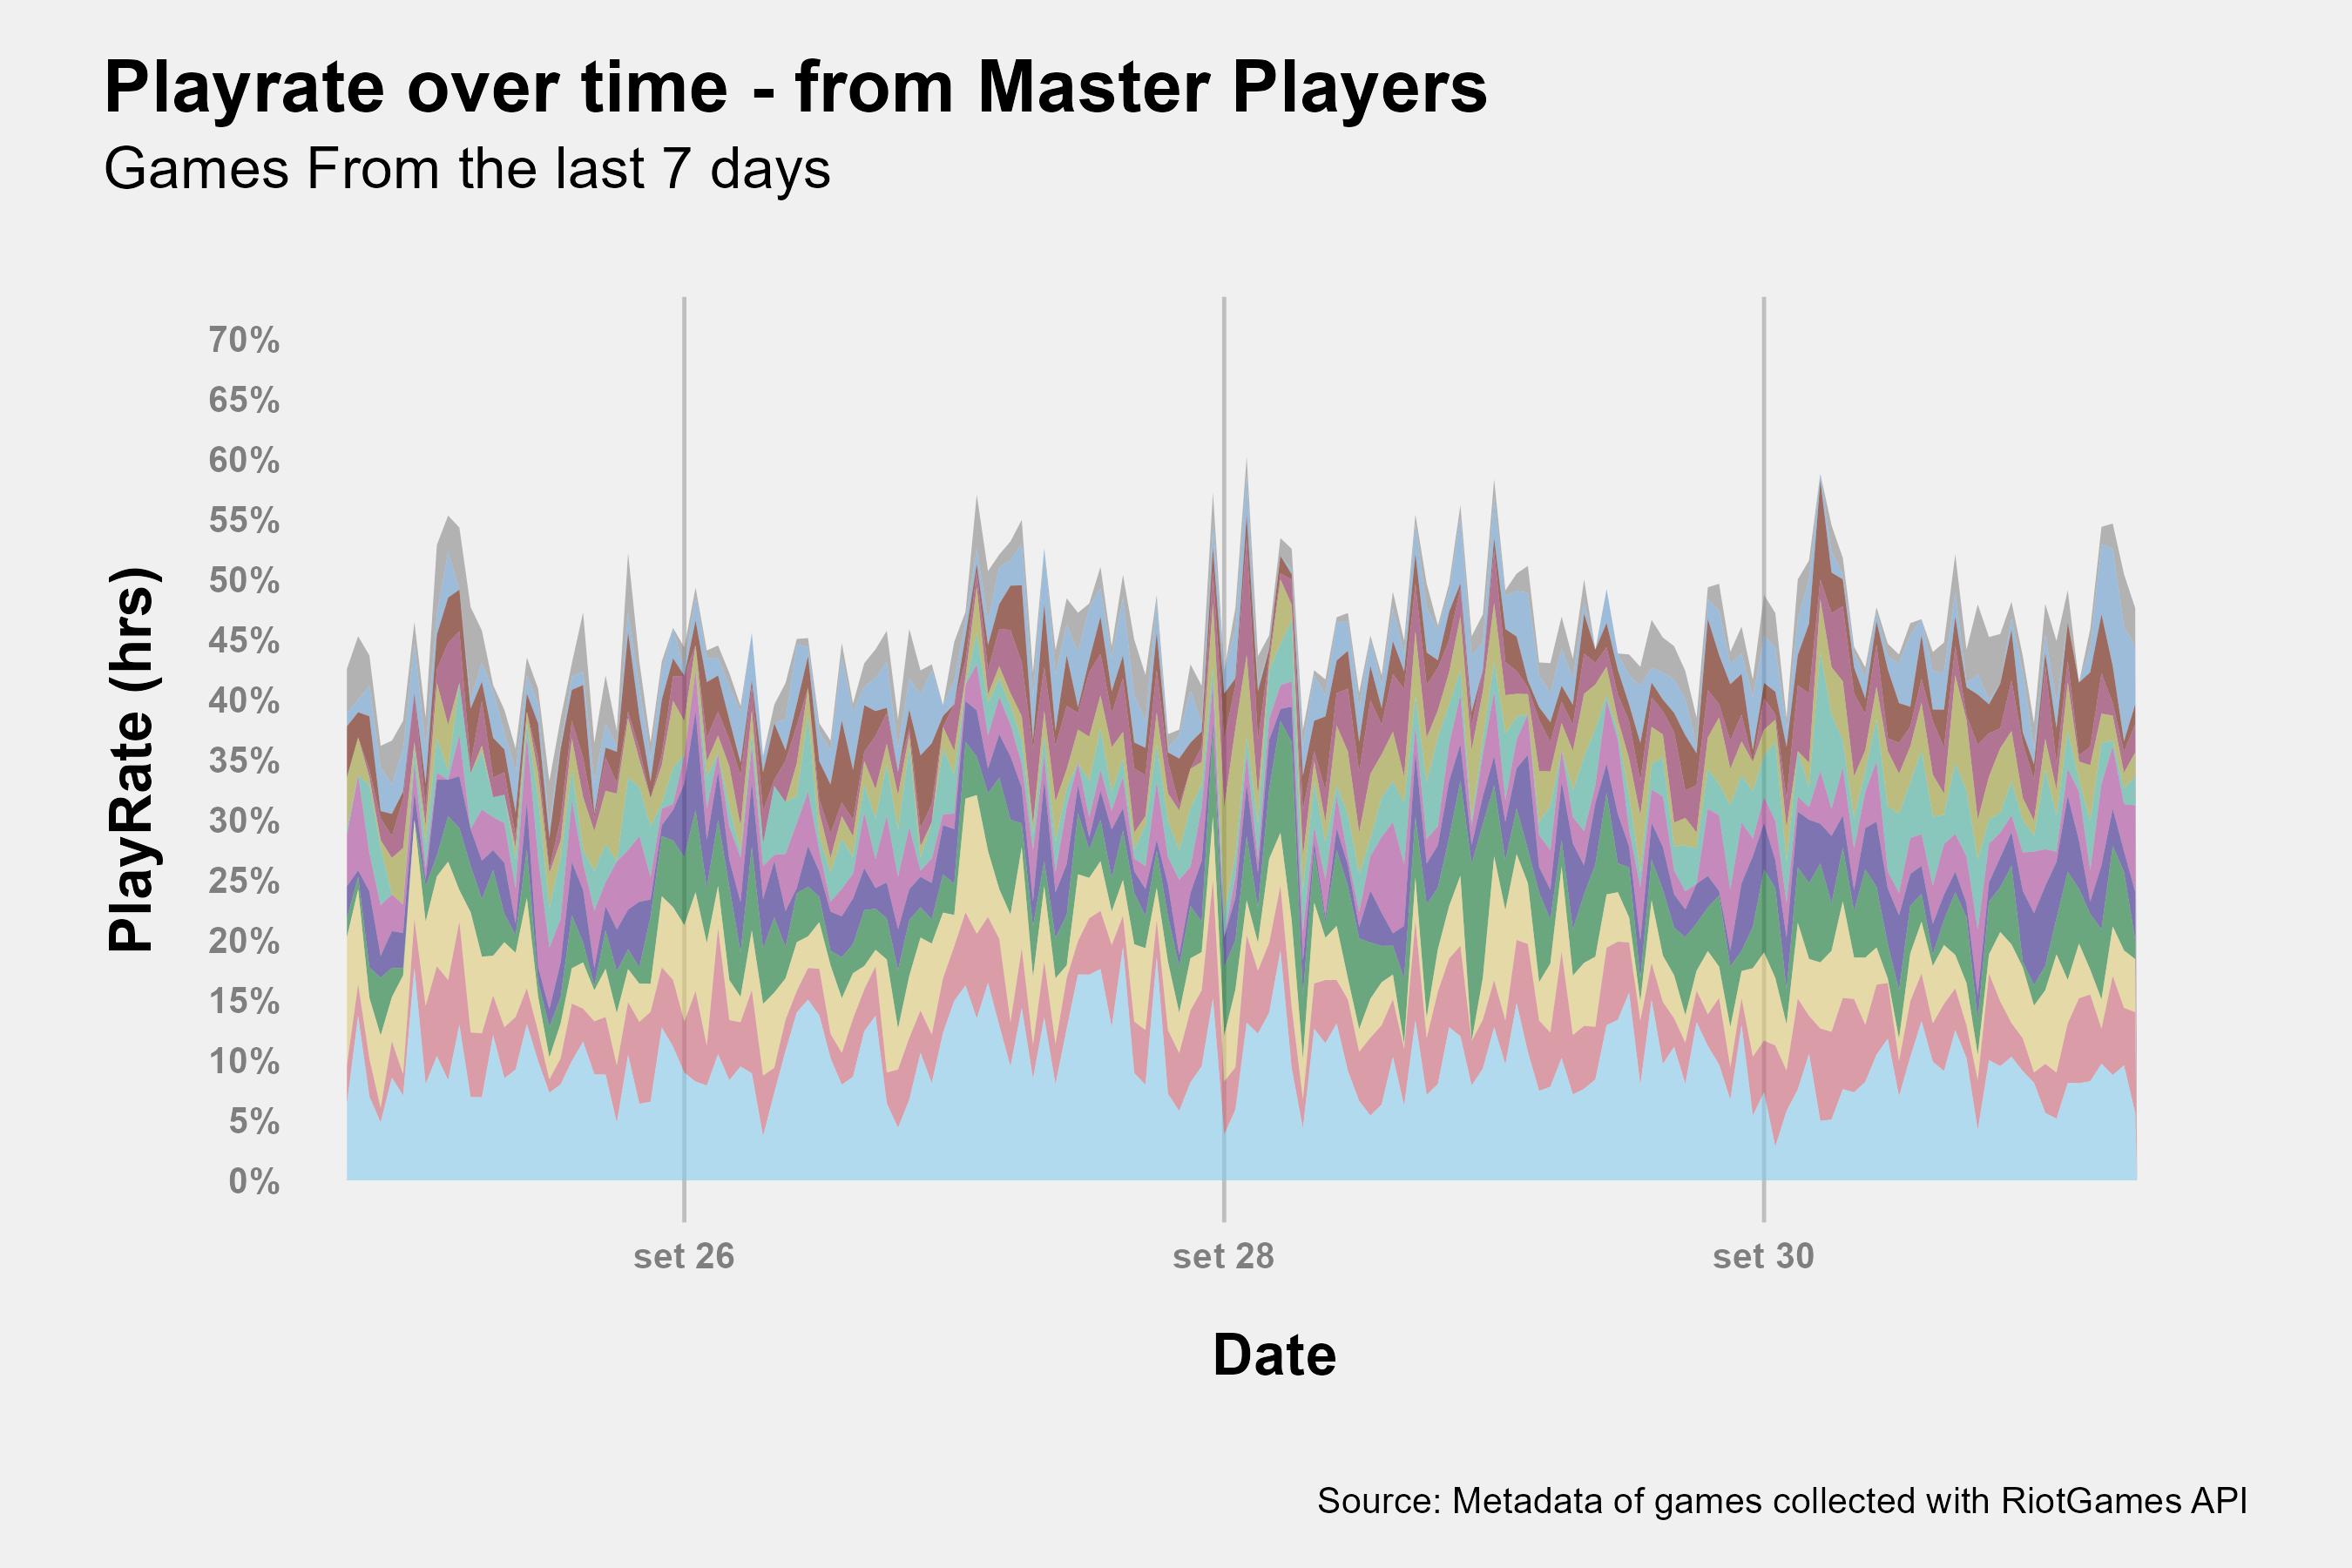 Playrate over time - from Master Players
Games From the last 7 days
PlayRate (hrs)
70%
65%
60%
55%
50%
45%
40%
35%
30%
25%
20%
15%
10%
5%
0%
set 26
set 28
set 30
Date
Source: Metadata of games collected with RiotGames API